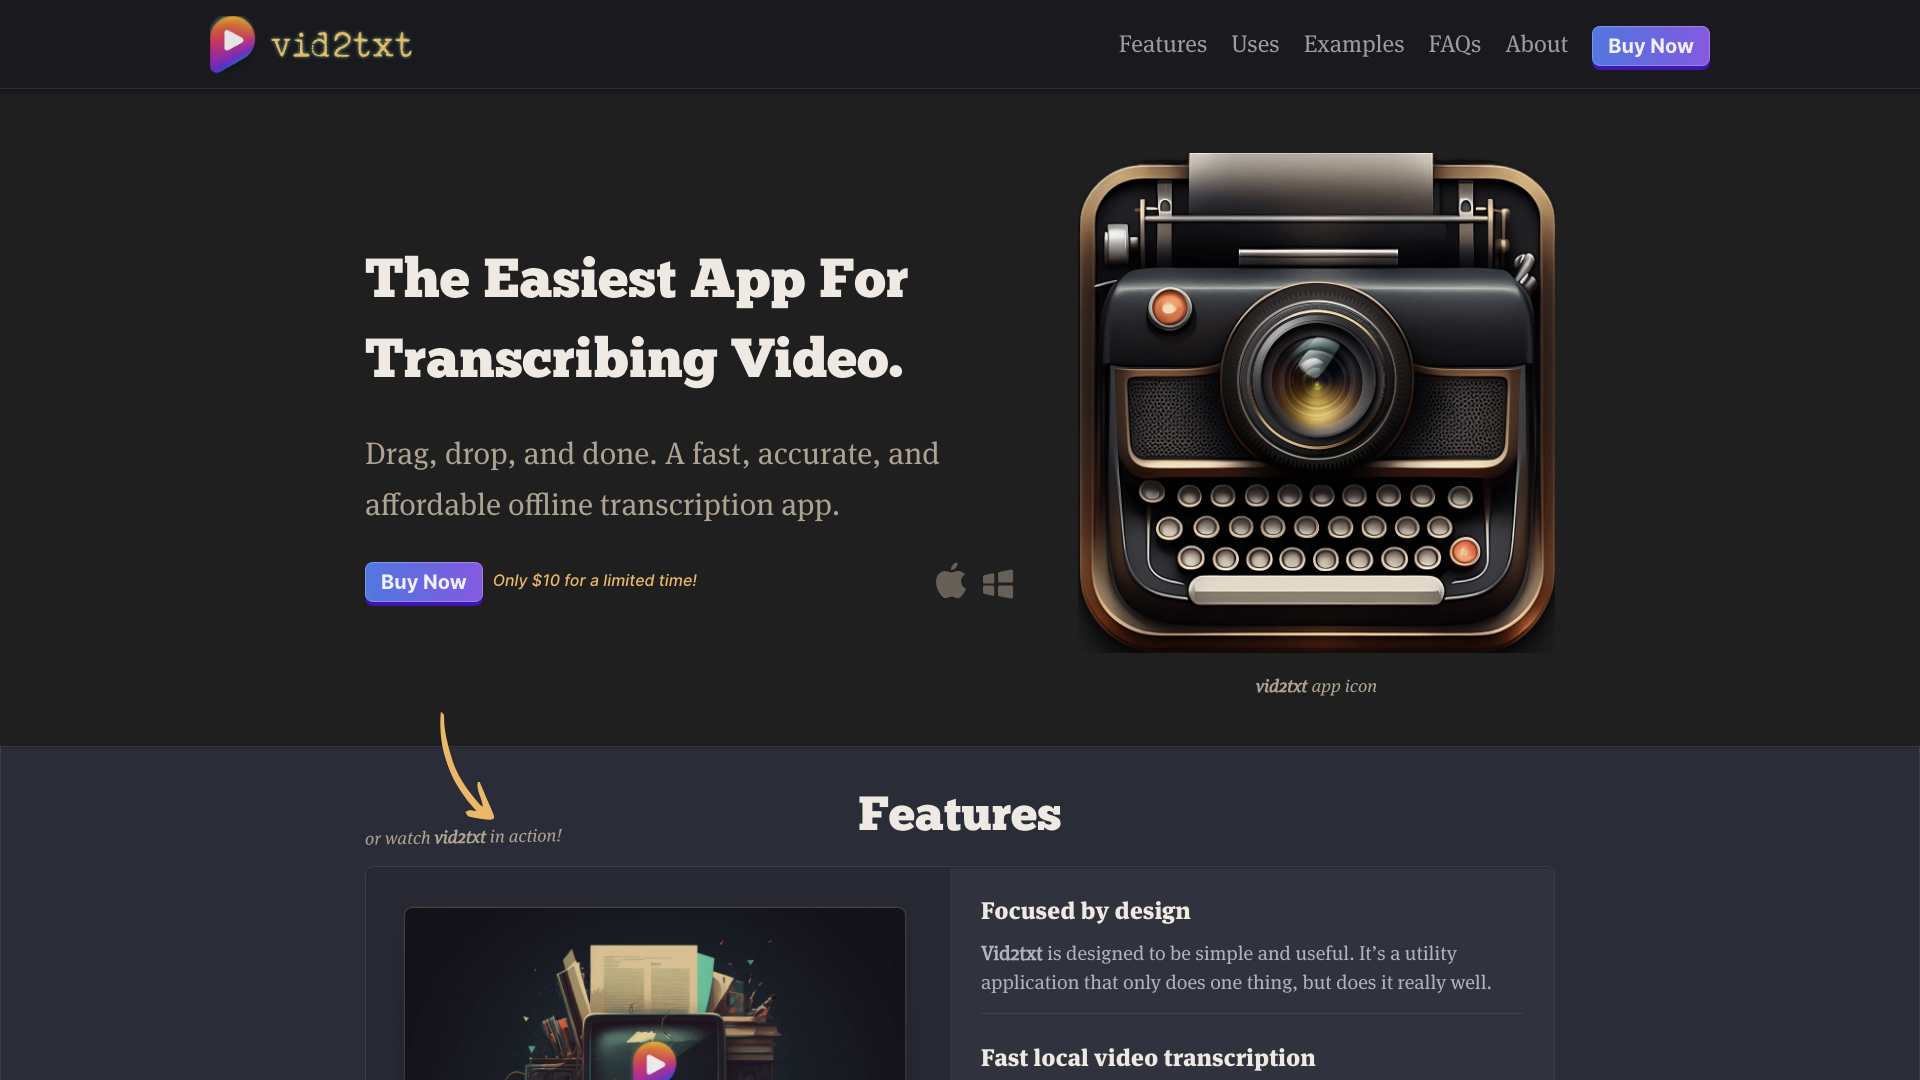 vid2txt
Features Uses Examples FAQs About Buy Now
The Easiest App For
Transcribing Video.
Drag, drop, and done. A fast, accurate, and
affordable offline transcription app.
Buy Now Only $10 for a limited time!
vid2txt app icon
or watch vid2txt in action!
Features
Focused by design
Vid2txt is designed to be simple and useful. It’s a utility
application that only does one thing, but does it really well.
Fast local video transcription